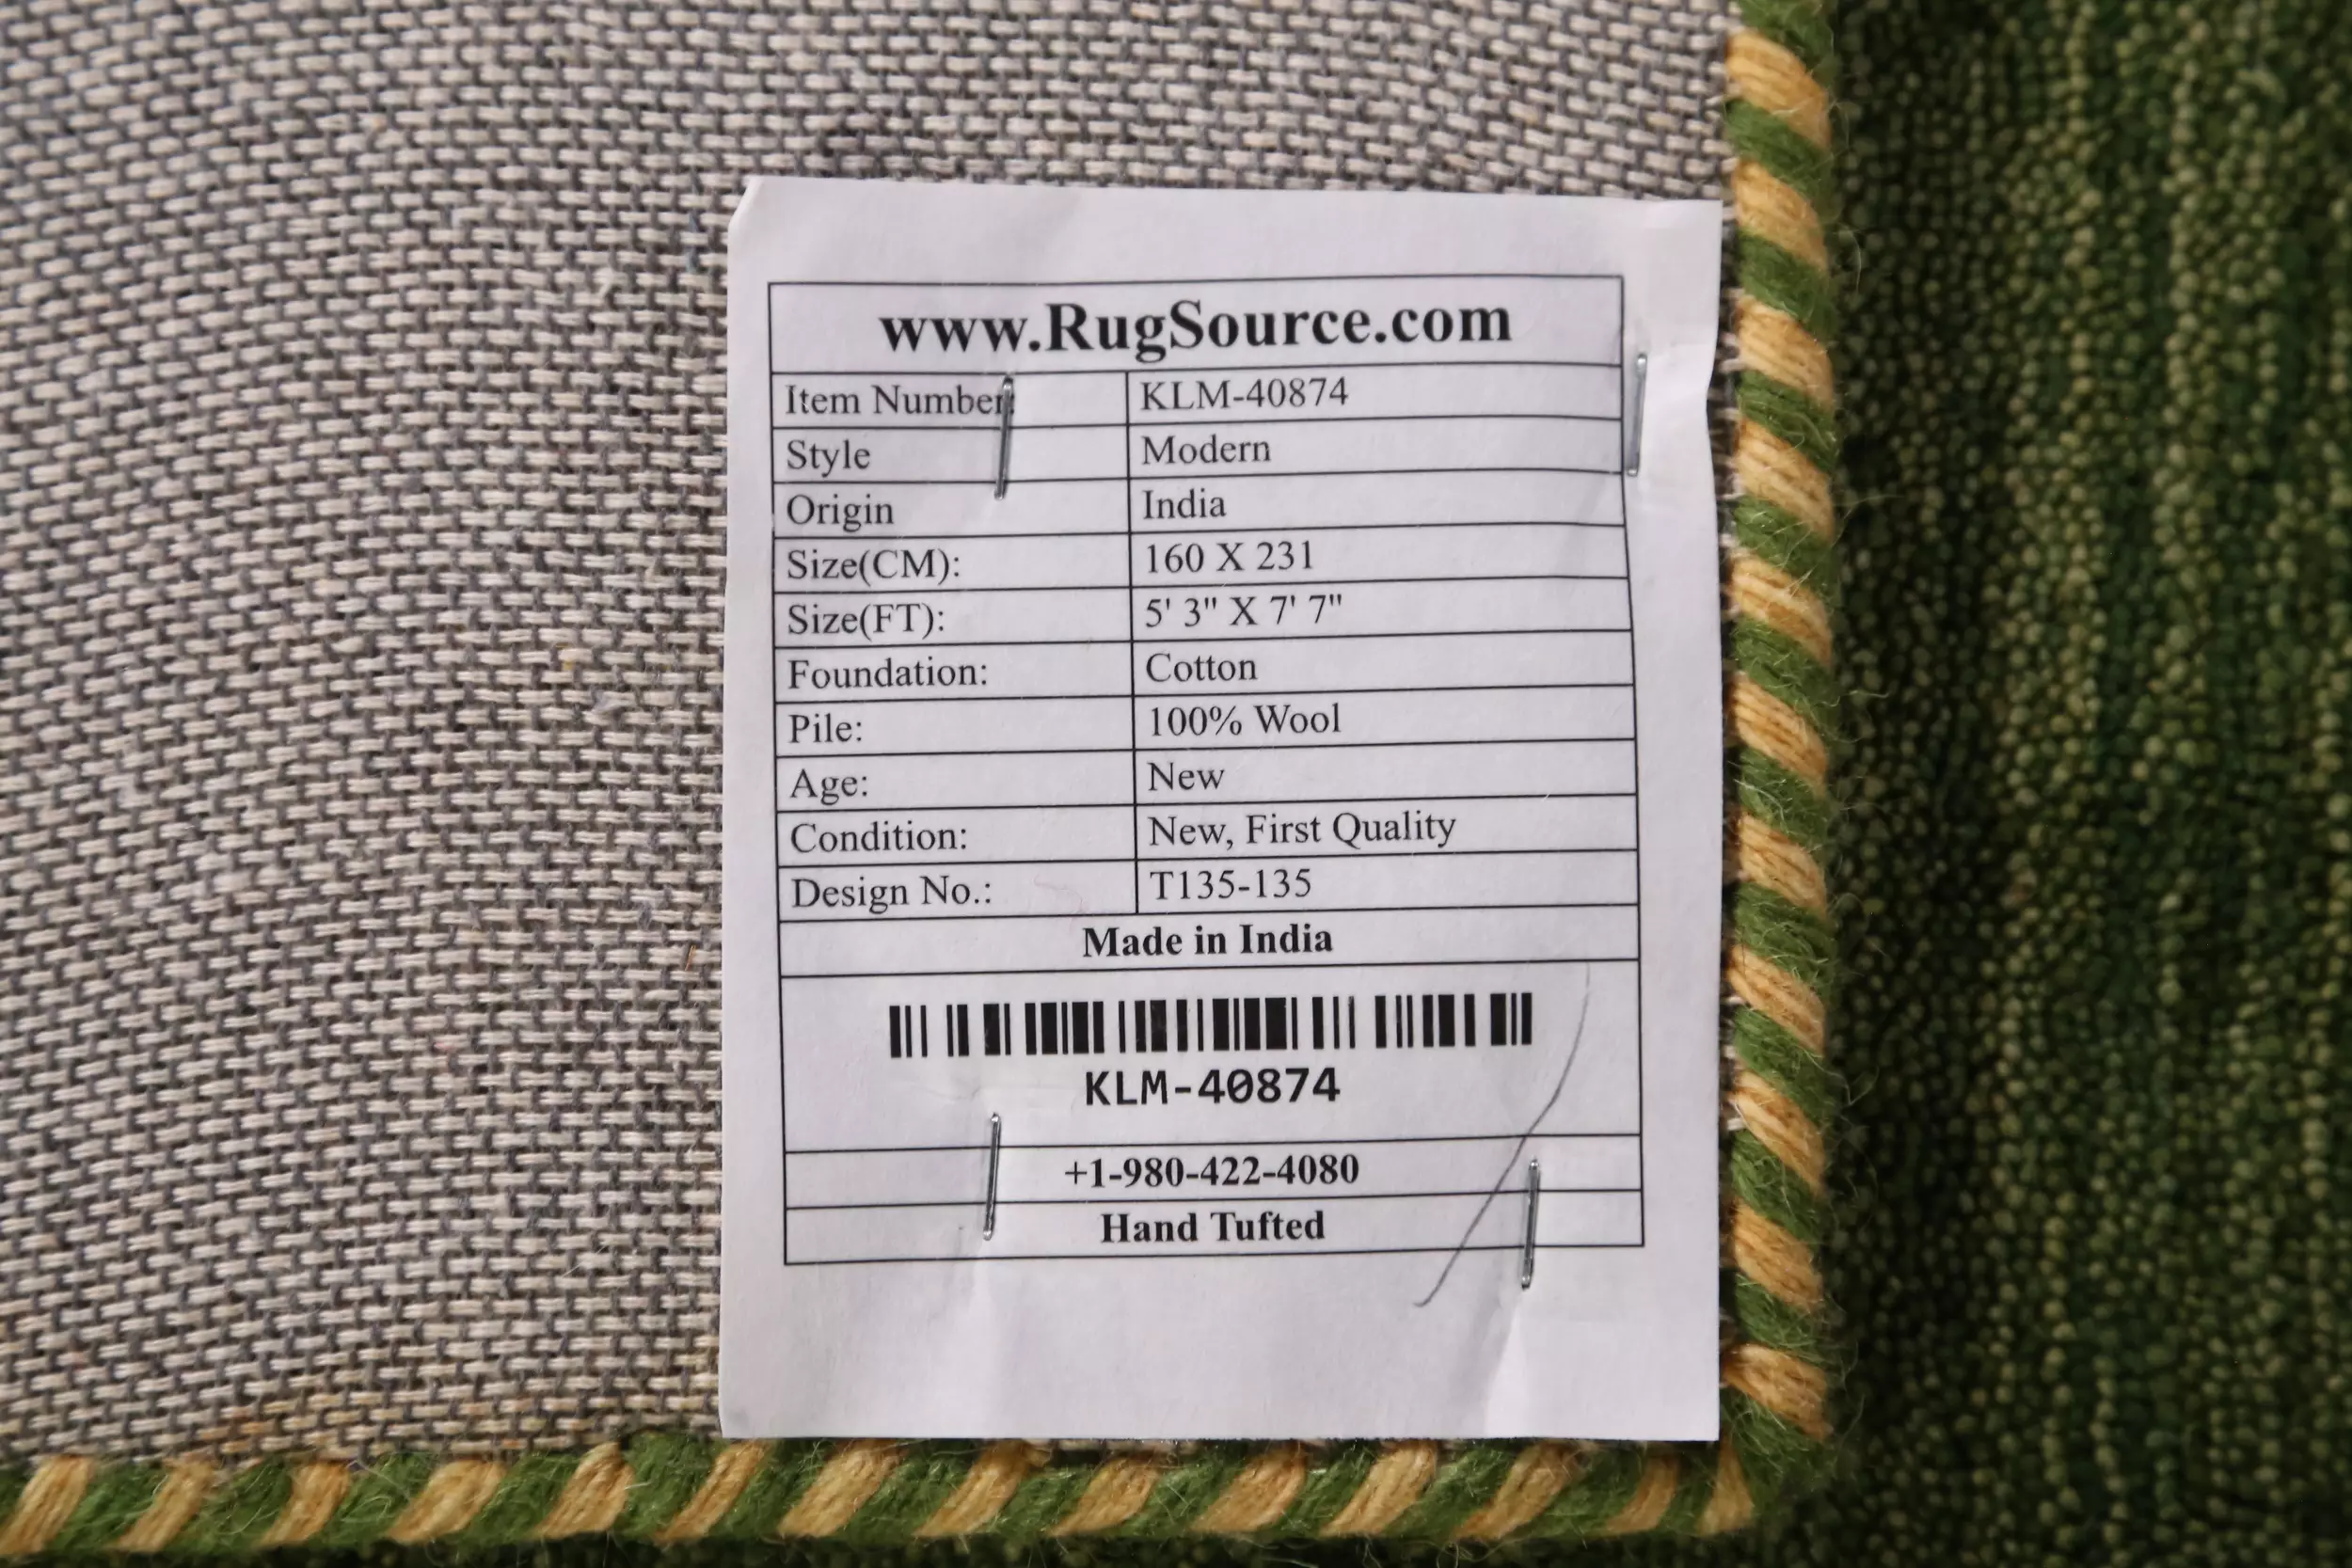 www.RugSource.com
Item Number: KLM-40874
Style Modern
Origin India
Size(CM): 160 X 231
Size(FT): 5' 3" X 7' 7"
Foundation: Cotton
Pile: 100% Wool
Age: New
Condition: New, First Quality
Design No.: T135-135
Made in India
KLM-40874
+1-980-422-4080
Hand Tufted